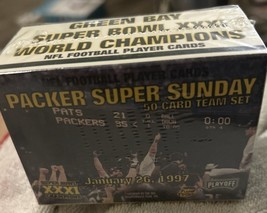 GREEN BAY
SUPER BOWL XXXI
WORLD CHAMPIONS
NFL FOOTBALL PLAYER CARDS
NFL FOOTBALL PLAYER CARDS
PACKER SUPER SUNDAY
50-CARD TEAM SET
PATS 21
PACKERS 35 0:00
January 26, 1997
XXXI
PLAYOFF